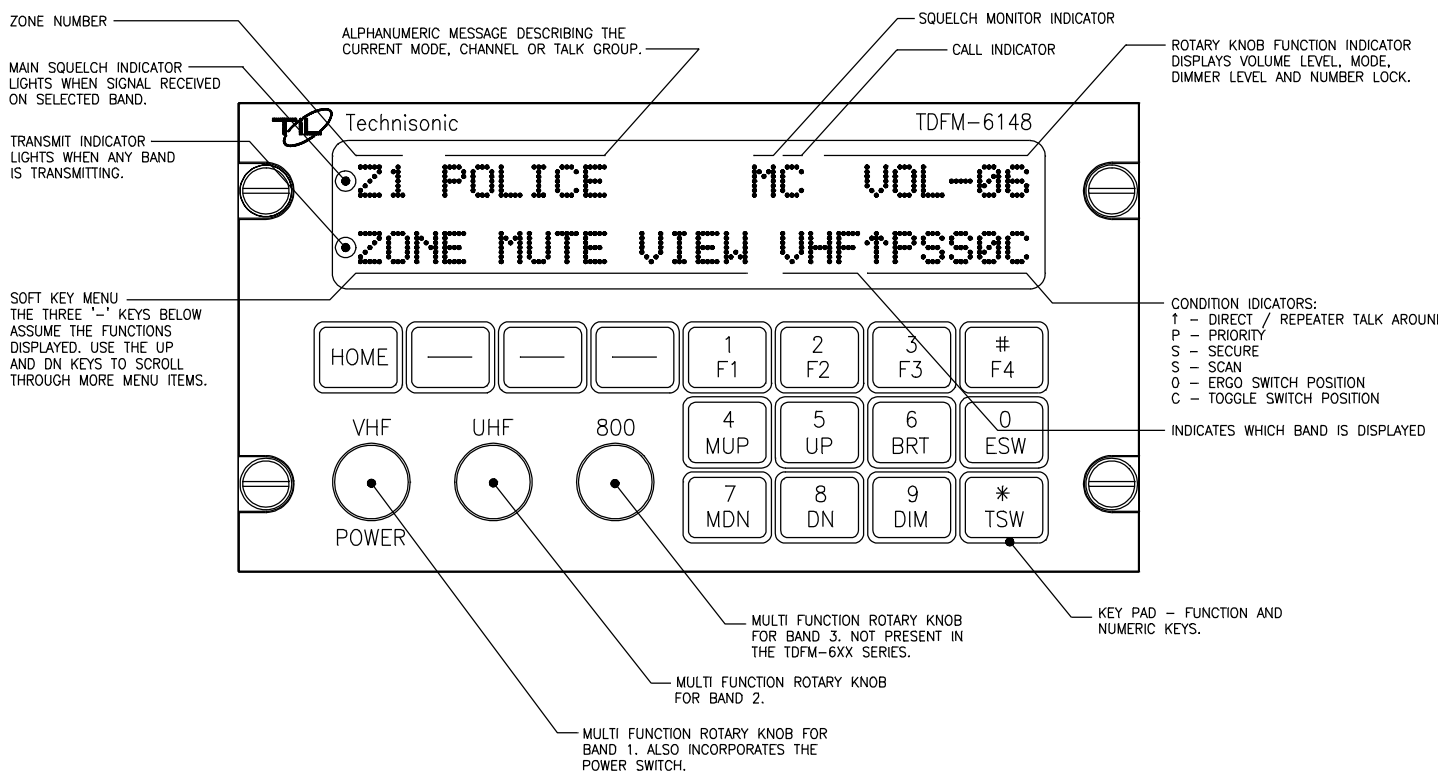 ZONE NUMBER
MAIN SQUELCH INDICATOR
LIGHTS WHEN SIGNAL RECEIVED
ON SELECTED BAND.
TRANSMIT INDICATOR
LIGHTS WHEN ANY BAND
IS TRANSMITTING.
SOFT KEY MENU
THE THREE '-' KEYS BELOW
ASSUME THE FUNCTIONS
DISPLAYED. USE THE UP
AND DN KEYS TO SCROLL
THROUGH MORE MENU ITEMS.
ALPHANUMERIC MESSAGE DESCRIBING THE
CURRENT MODE, CHANNEL OR TALK GROUP.
SQUELCH MONITOR INDICATOR
CALL INDICATOR
ROTARY KNOB FUNCTION INDICATOR
DISPLAYS VOLUME LEVEL, MODE,
DIMMER LEVEL AND NUMBER LOCK.
TIL Technisonic TDFM-6148
Z1 POLICE MC VOL-06
ZONE MUTE VIEW VHF↑PSS0C
HOME — — —
1 F1
2 F2
3 F3
# F4
4 MUP
5 UP
6 BRT
0 ESW
7 MDN
8 DN
9 DIM
* TSW
VHF UHF 800
POWER
CONDITION IDICATORS:
↑ - DIRECT / REPEATER TALK AROUN
P - PRIORITY
S - SECURE
S - SCAN
0 - ERGO SWITCH POSITION
C - TOGGLE SWITCH POSITION
INDICATES WHICH BAND IS DISPLAYED
KEY PAD - FUNCTION AND
NUMERIC KEYS.
MULTI FUNCTION ROTARY KNOB
FOR BAND 3. NOT PRESENT IN
THE TDFM-6XX SERIES.
MULTI FUNCTION ROTARY KNOB
FOR BAND 2.
MULTI FUNCTION ROTARY KNOB FOR
BAND 1. ALSO INCORPORATES THE
POWER SWITCH.